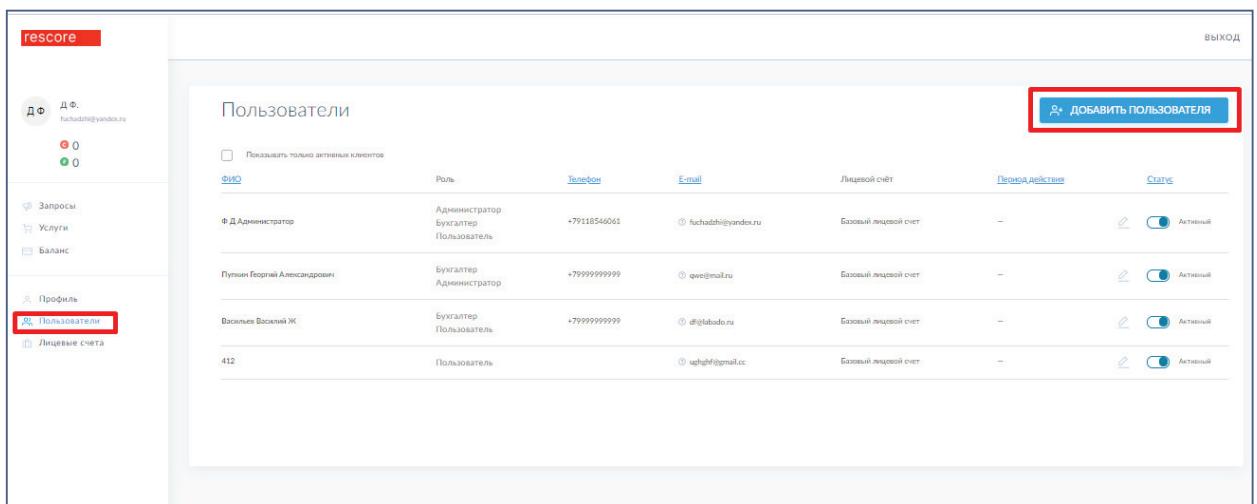 rescore
ВЫХОД
Д Ф
Д Ф.
fuchadzhi@yandex.ru
С 0
₽ 0
Запросы
Услуги
Баланс
Профиль
Пользователи
Лицевые счета
Пользователи
ДОБАВИТЬ ПОЛЬЗОВАТЕЛЯ
Показывать только активных клиентов
ФИО Роль Телефон E-mail Лицевой счёт Период действия Статус
Ф Д Администратор Администратор Бухгалтер Пользователь +79118546061 fuchadzhi@yandex.ru Базовый лицевой счет — Активный
Пупкин Георгий Александрович Бухгалтер Администратор +79999999999 qwe@mail.ru Базовый лицевой счет — Активный
Васильев Василий Ж Бухгалтер Пользователь +79999999999 df@labado.ru Базовый лицевой счет — Активный
412 Пользователь ughghf@gmail.cc Базовый лицевой счет — Активный